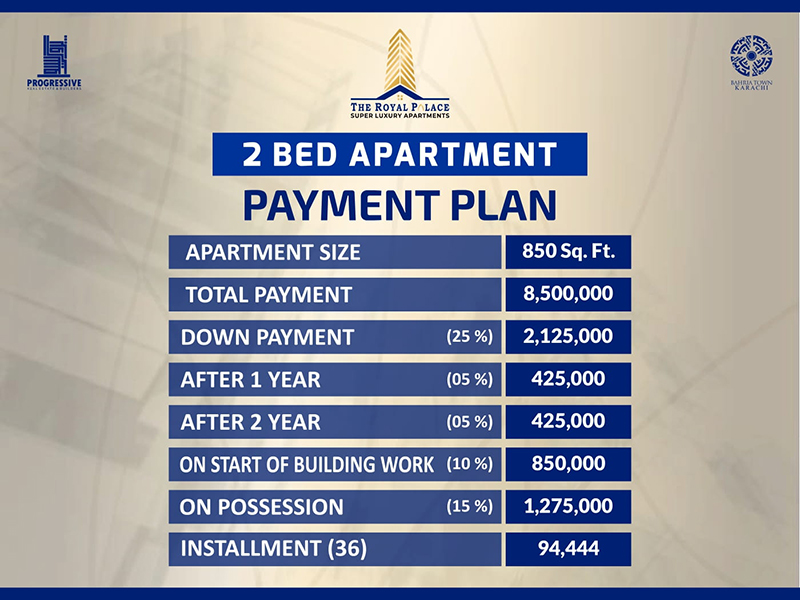 PROGRESSIVE
REAL ESTATE & BUILDERS
THE ROYAL PALACE
SUPER LUXURY APARTMENTS
BAHRIA TOWN
KARACHI
2 BED APARTMENT
PAYMENT PLAN
APARTMENT SIZE 850 Sq. Ft.
TOTAL PAYMENT 8,500,000
DOWN PAYMENT (25 %) 2,125,000
AFTER 1 YEAR (05 %) 425,000
AFTER 2 YEAR (05 %) 425,000
ON START OF BUILDING WORK (10 %) 850,000
ON POSSESSION (15 %) 1,275,000
INSTALLMENT (36) 94,444